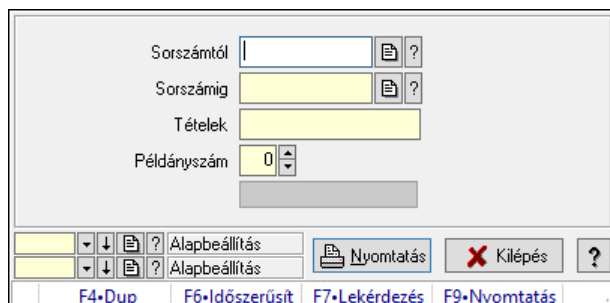 Sorszámtól ?
Sorszámig ?
Tételek
Példányszám 0
? Alapbeállítás
? Alapbeállítás
Nyomtatás Kilépés ?
F4•Dup F6•Időszerűsít F7•Lekérdezés F9•Nyomtatás